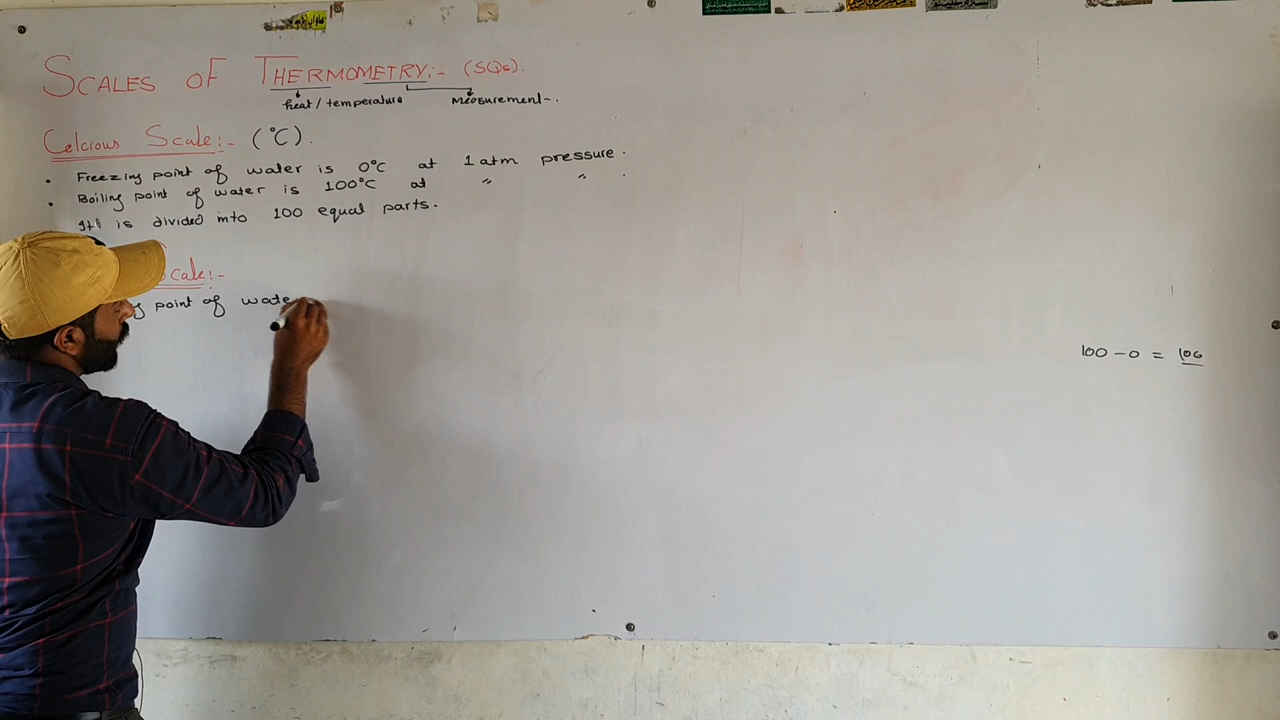 SCALES OF THERMOMETRY:- (SQs).
heat/temperature measurement-.
Celcious Scale:- (°C).
• Freezing point of water is 0°C at 1 atm pressure.
• Boiling point of water is 100°C at " " .
It is divided into 100 equal parts.
Scale:-
point of wate
100 - 0 = 100